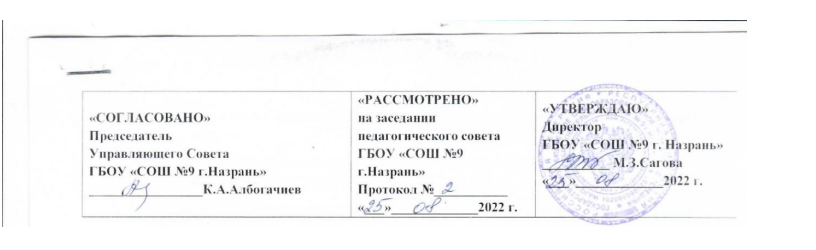 «СОГЛАСОВАНО»
Председатель
Управляющего Совета
ГБОУ «СОШ №9 г.Назрань»
К.А.Албогачиев
«РАССМОТРЕНО»
на заседании
педагогического совета
ГБОУ «СОШ №9
г.Назрань»
Протокол № 2
«25» 08 2022 г.
«УТВЕРЖДАЮ»
Директор
ГБОУ «СОШ №9 г. Назрань»
М.З.Сагова
«25» 08 2022 г.